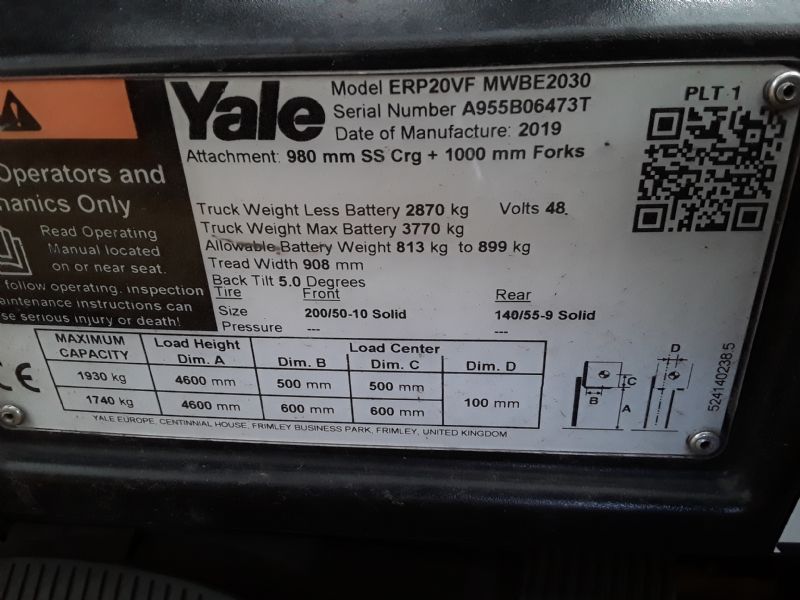 Yale
Model ERP20VF MWBE2030
Serial Number A955B06473T
Date of Manufacture: 2019
Attachment: 980 mm SS Crg + 1000 mm Forks
PLT 1
Operators and
Only
Read Operating
Manual located
on or near seat.
follow operating, inspection
instructions can
serious injury or death!
Truck Weight Less Battery 2870 kg Volts 48.
Truck Weight Max Battery 3770 kg
Allowable Battery Weight 813 kg to 899 kg
Tread Width 908 mm
Back Tilt 5.0 Degrees
Tire Front Rear
Size 200/50-10 Solid 140/55-9 Solid
Pressure --- ---
MAXIMUM CAPACITY Load Height Dim. A Load Center Dim. B Dim. C Dim. D
1930 kg 4600 mm 500 mm 500 mm 100 mm
1740 kg 4600 mm 600 mm 600 mm
YALE EUROPE, CENTINNIAL HOUSE, FRIMLEY BUSINESS PARK, FRIMLEY, UNITED KINGDOM
CE
B C A D
524140238.5